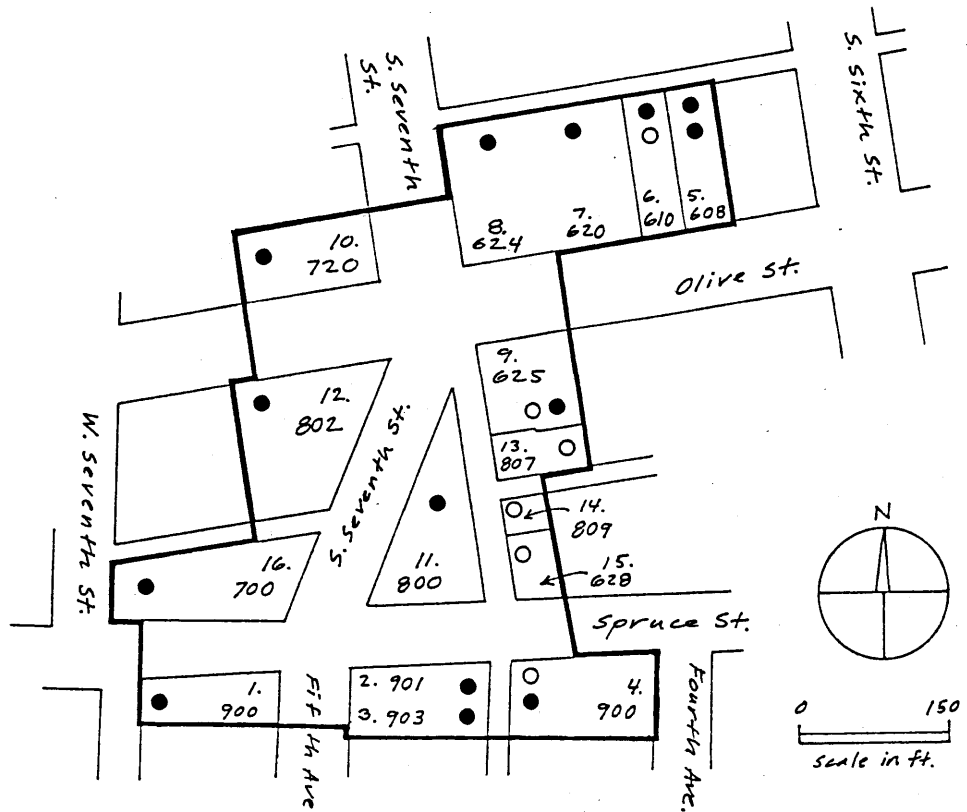 S. Seventh
St.
S. Sixth St.
8.
624
7.
620
6.
610
5.
608
10.
720
Olive St.
9.
625
12.
802
S. Seventh St.
13.
807
W. Seventh St.
14.
809
11.
800
15.
628
16.
700
N
Spruce St.
1.
900
Fifth Ave
2. 901
3. 903
4.
900
Fourth Ave.
0 150
scale in ft.